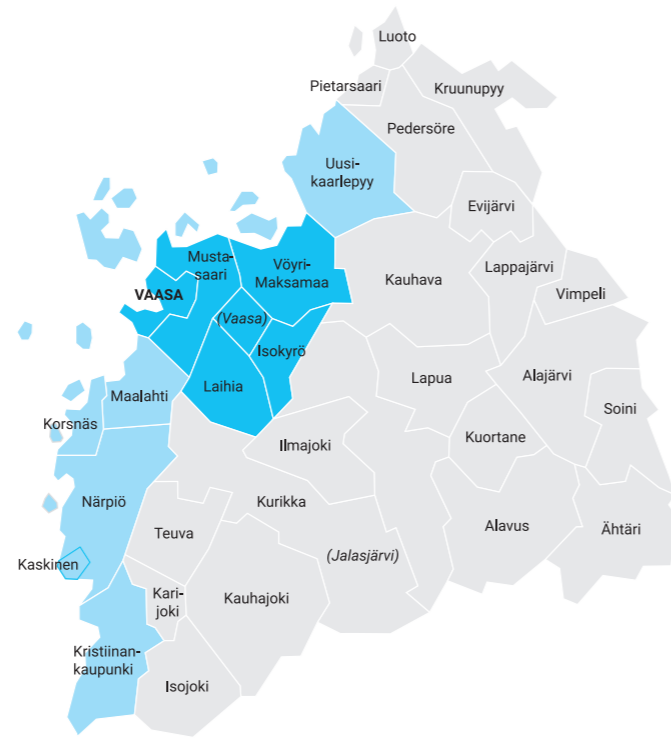 Luoto
Pietarsaari
Kruunupyy
Pedersöre
Uusi-
kaarlepyy
Evijärvi
Musta-
saari
Vöyri-
Maksamaa
Kauhava
Lappajärvi
VAASA
Vimpeli
(Vaasa)
Isokyrö
Laihia
Lapua
Alajärvi
Maalahti
Soini
Korsnäs
Kuortane
Ilmajoki
Närpiö
Kurikka
Teuva
Alavus
Ähtäri
(Jalasjärvi)
Kaskinen
Kari-
joki
Kauhajoki
Kristiinan-
kaupunki
Isojoki